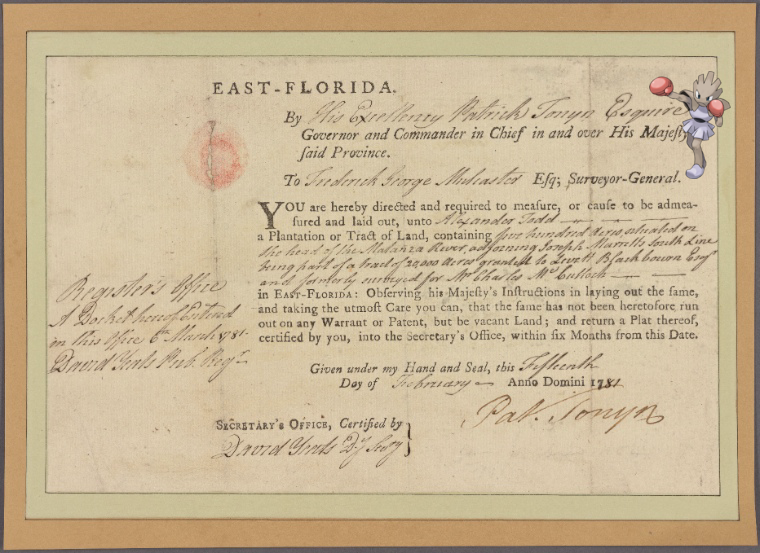 EAST-FLORIDA.
By His Excellency Patrick Tonyn Esquire
Governor and Commander in Chief in and over His Majesty
said Province.
To Frederick George Mulcaster Esq; Surveyor-General.
YOU are hereby directed and required to measure, or cause to be admea-
sured and laid out, unto Alexander Todd
a Plantation or Tract of Land, containing four hundred Acres situated on
the head of the Matanza River, adjoining Joseph Marretts South Line
being part of a tract of 20,000 Acres granted to Levett Blackbourn Esqr
and formerly surveyed for Mr Charles McCulloch
in EAST-FLORIDA: Observing his Majesty's Instructions in laying out the same,
and taking the utmost Care you can, that the same has not been heretofore run
out on any Warrant or Patent, but be vacant Land; and return a Plat thereof,
certified by you, into the Secretary's Office, within six Months from this Date.
Given under my Hand and Seal, this Fifteenth
Day of February Anno Domini 1781
Pat. Tonyn
SECRETARY'S OFFICE, Certified by
David Yeats Dy Secry
Register's Office
A Docket hereof Entered
in this Office 6th March 1781
David Yeats Pub. Regr